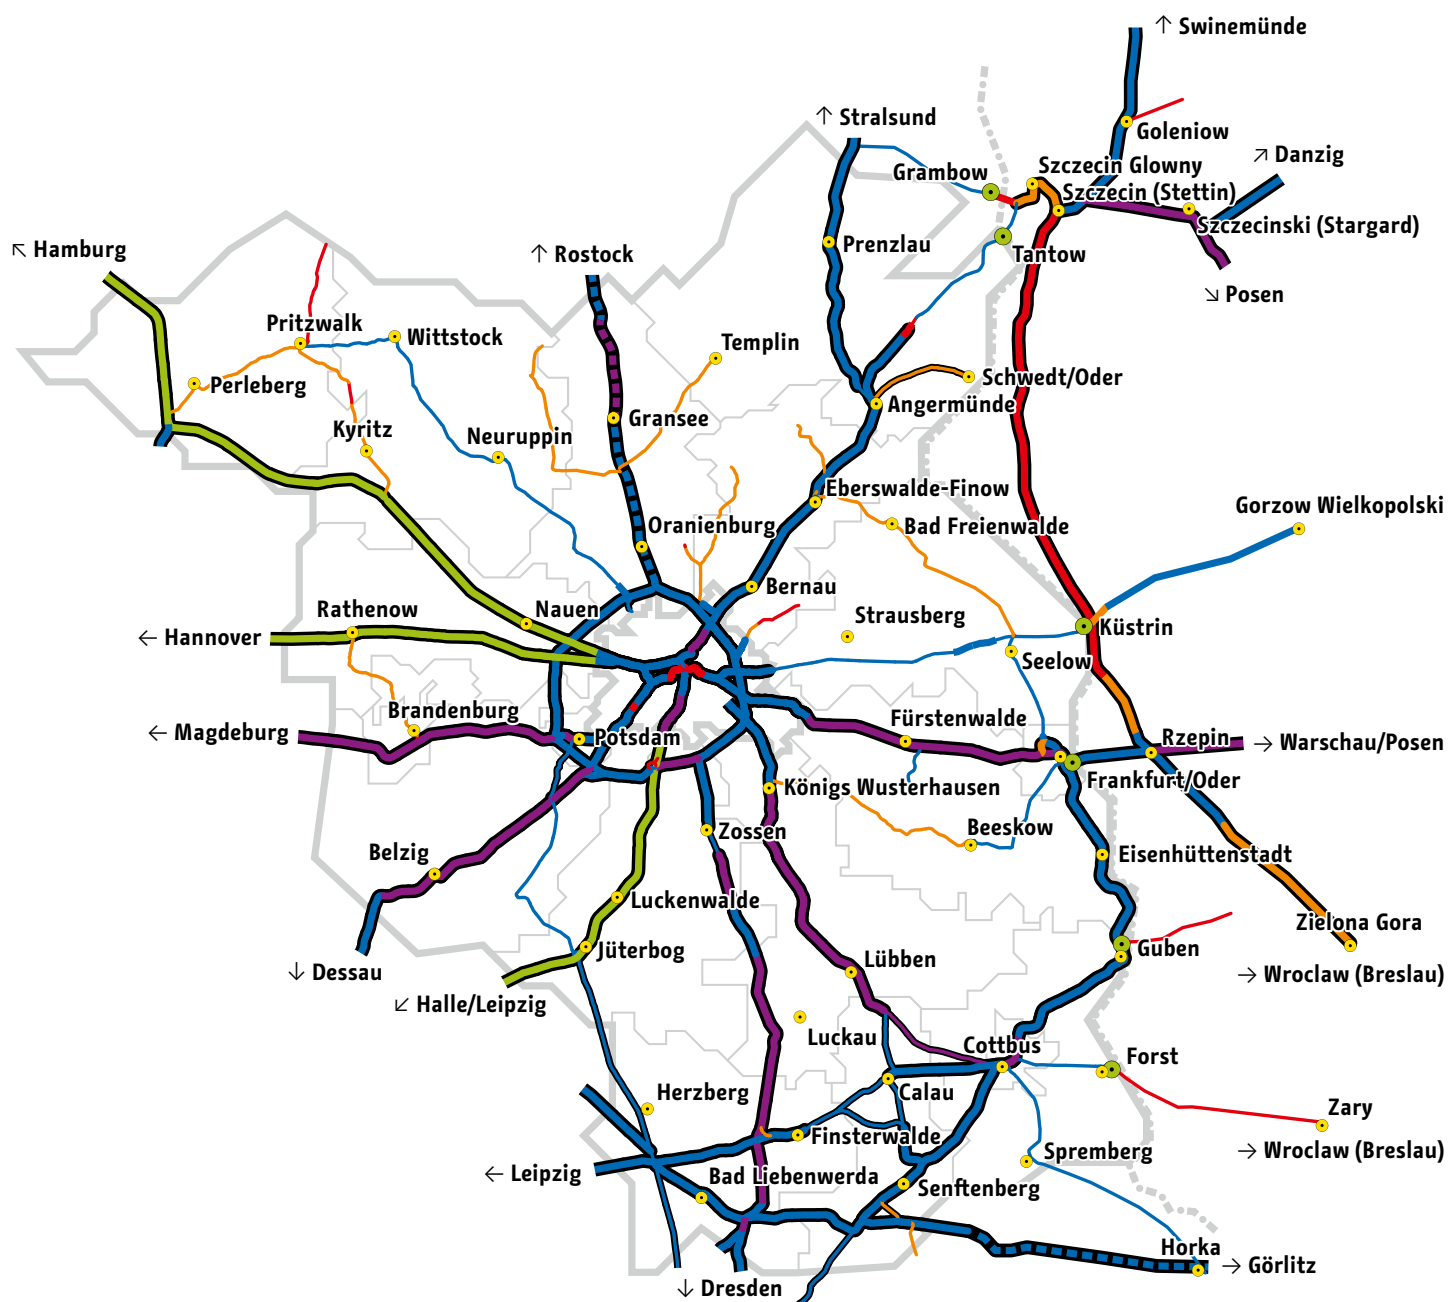 ↑ Swinemünde
Goleniow
↑ Stralsund
↗ Danzig
Szczecin Glowny
Grambow
Szczecin (Stettin)
Szczecinski (Stargard)
↖ Hamburg
↑ Rostock
Prenzlau
Tantow
↘ Posen
Pritzwalk
Wittstock
Templin
Perleberg
Schwedt/Oder
Angermünde
Gransee
Kyritz
Neuruppin
Eberswalde-Finow
Gorzow Wielkopolski
Oranienburg
Bad Freienwalde
Bernau
Rathenow
Nauen
Strausberg
Küstrin
← Hannover
Seelow
Brandenburg
Fürstenwalde
← Magdeburg
Potsdam
Rzepin
→ Warschau/Posen
Frankfurt/Oder
Königs Wusterhausen
Zossen
Beeskow
Belzig
Eisenhüttenstadt
Luckenwalde
Zielona Gora
Jüterbog
Guben
Lübben
↓ Dessau
→ Wroclaw (Breslau)
↙ Halle/Leipzig
Luckau
Cottbus
Forst
Herzberg
Calau
Zary
Finsterwalde
→ Wroclaw (Breslau)
Spremberg
← Leipzig
Bad Liebenwerda
Senftenberg
Horka
→ Görlitz
↓ Dresden